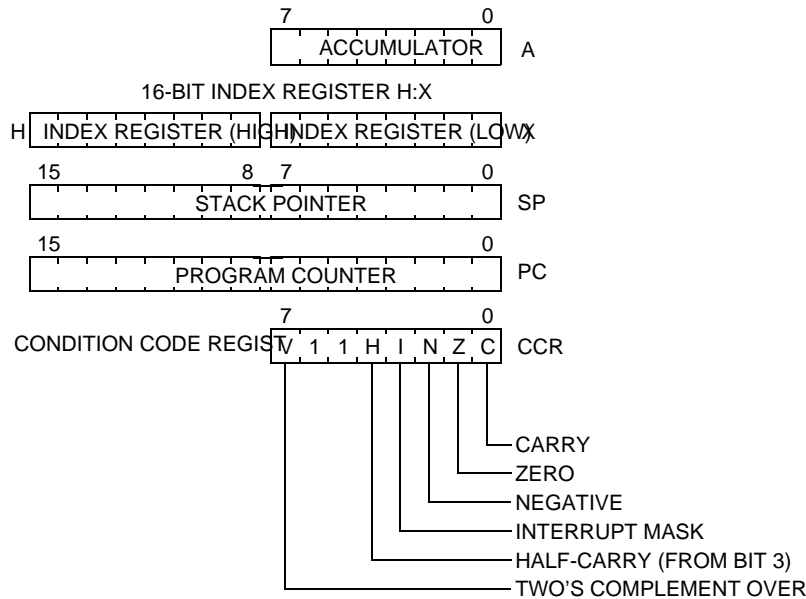 7 0
ACCUMULATOR A
16-BIT INDEX REGISTER H:X
H INDEX REGISTER (HIGH) INDEX REGISTER (LOW) X
15 8 7 0
STACK POINTER SP
15 0
PROGRAM COUNTER PC
7 0
CONDITION CODE REGIST V 1 1 H I N Z C CCR
CARRY
ZERO
NEGATIVE
INTERRUPT MASK
HALF-CARRY (FROM BIT 3)
TWO'S COMPLEMENT OVER